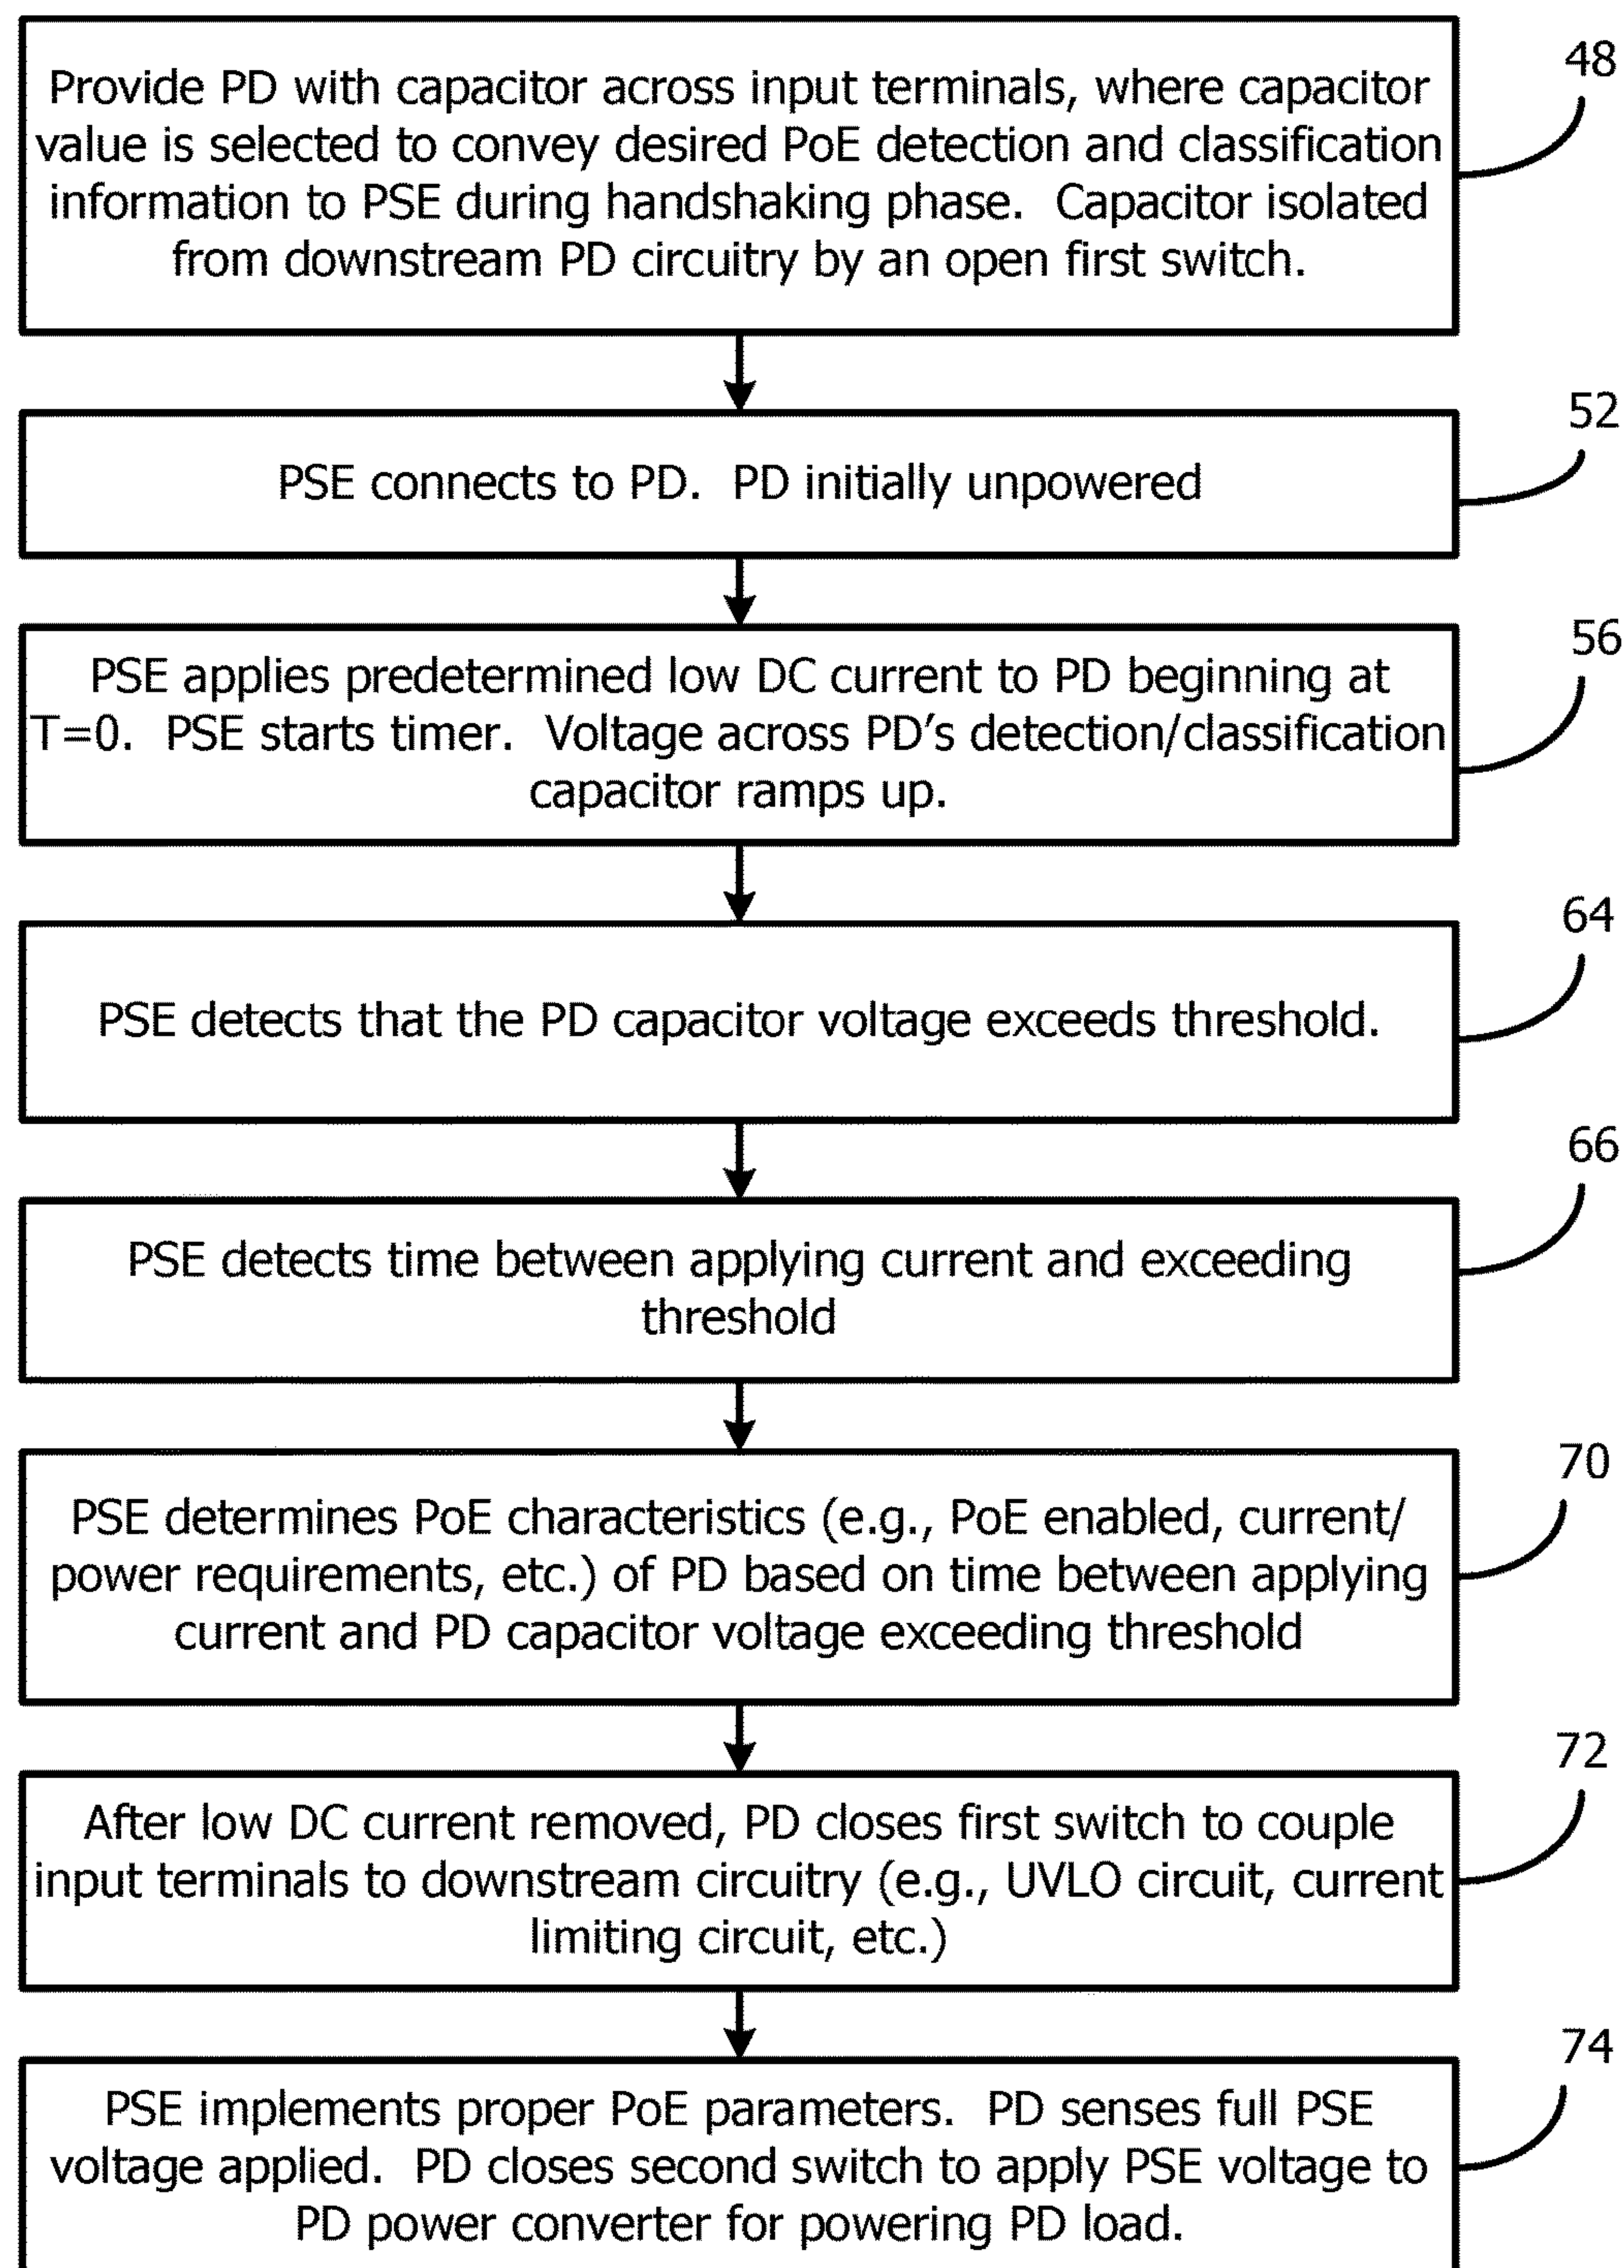 Provide PD with capacitor across input terminals, where capacitor
value is selected to convey desired PoE detection and classification
information to PSE during handshaking phase.  Capacitor isolated
from downstream PD circuitry by an open first switch.
48
PSE connects to PD.  PD initially unpowered
52
PSE applies predetermined low DC current to PD beginning at
T=0.  PSE starts timer.  Voltage across PD's detection/classification
capacitor ramps up.
56
PSE detects that the PD capacitor voltage exceeds threshold.
64
PSE detects time between applying current and exceeding
threshold
66
PSE determines PoE characteristics (e.g., PoE enabled, current/
power requirements, etc.) of PD based on time between applying
current and PD capacitor voltage exceeding threshold
70
After low DC current removed, PD closes first switch to couple
input terminals to downstream circuitry (e.g., UVLO circuit, current
limiting circuit, etc.)
72
PSE implements proper PoE parameters.  PD senses full PSE
voltage applied.  PD closes second switch to apply PSE voltage to
PD power converter for powering PD load.
74